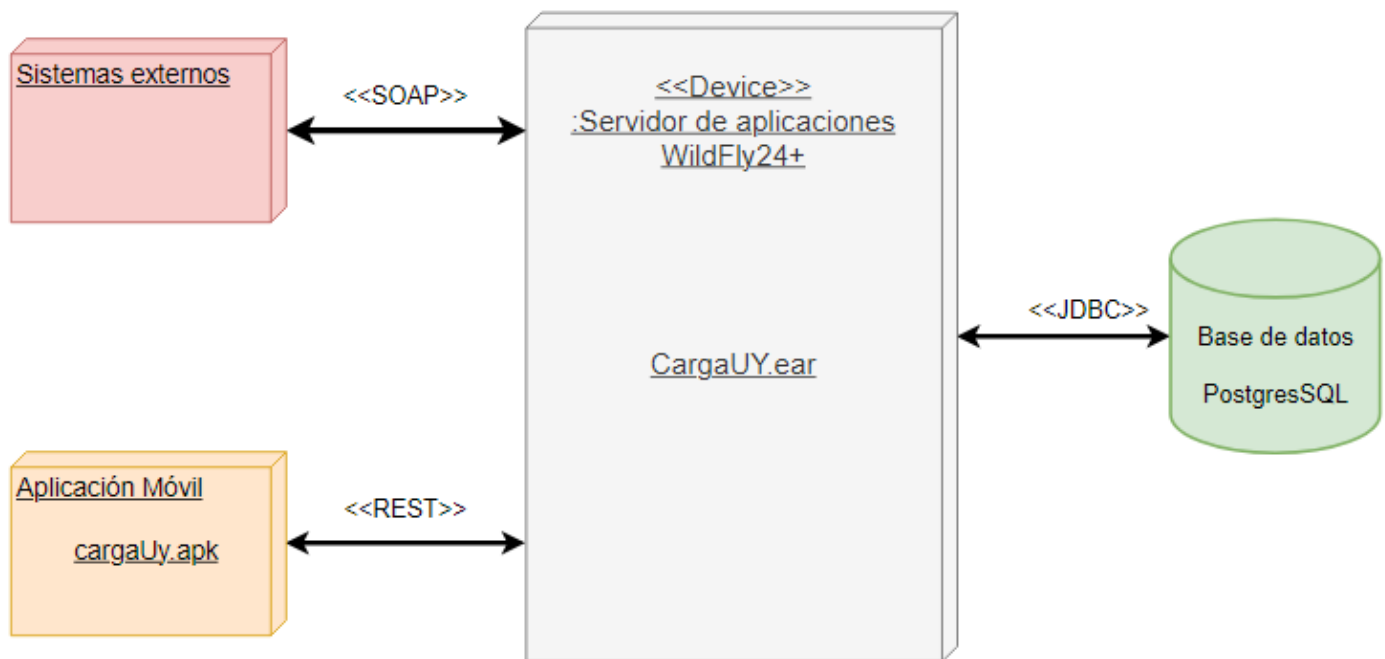 Sistemas externos
<<SOAP>>
<<Device>>
:Servidor de aplicaciones
WildFly24+
CargaUY.ear
<<JDBC>>
Base de datos
PostgresSQL
Aplicación Móvil
cargaUy.apk
<<REST>>